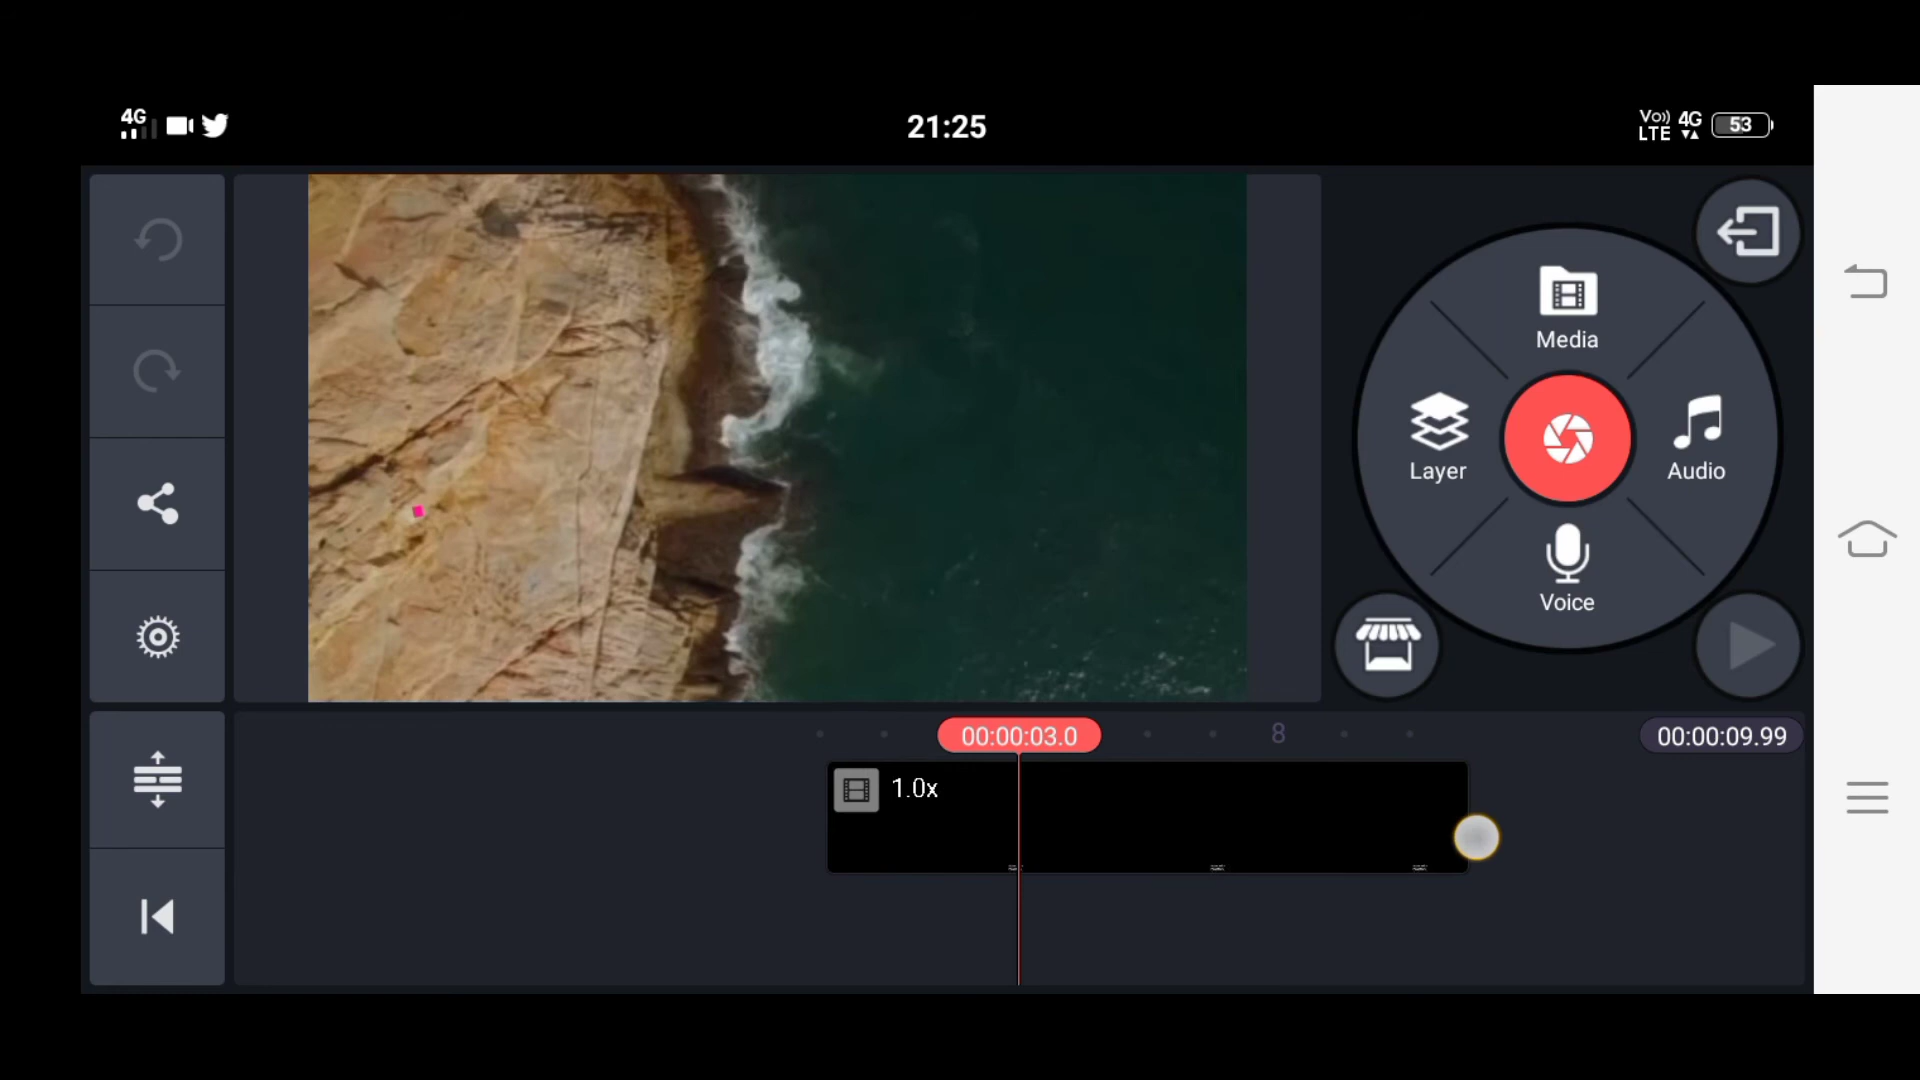 4G
21:25
Vo)) 4G
LTE
53
Media
Layer
Audio
Voice
00:00:03.0
8
00:00:09.99
1.0x